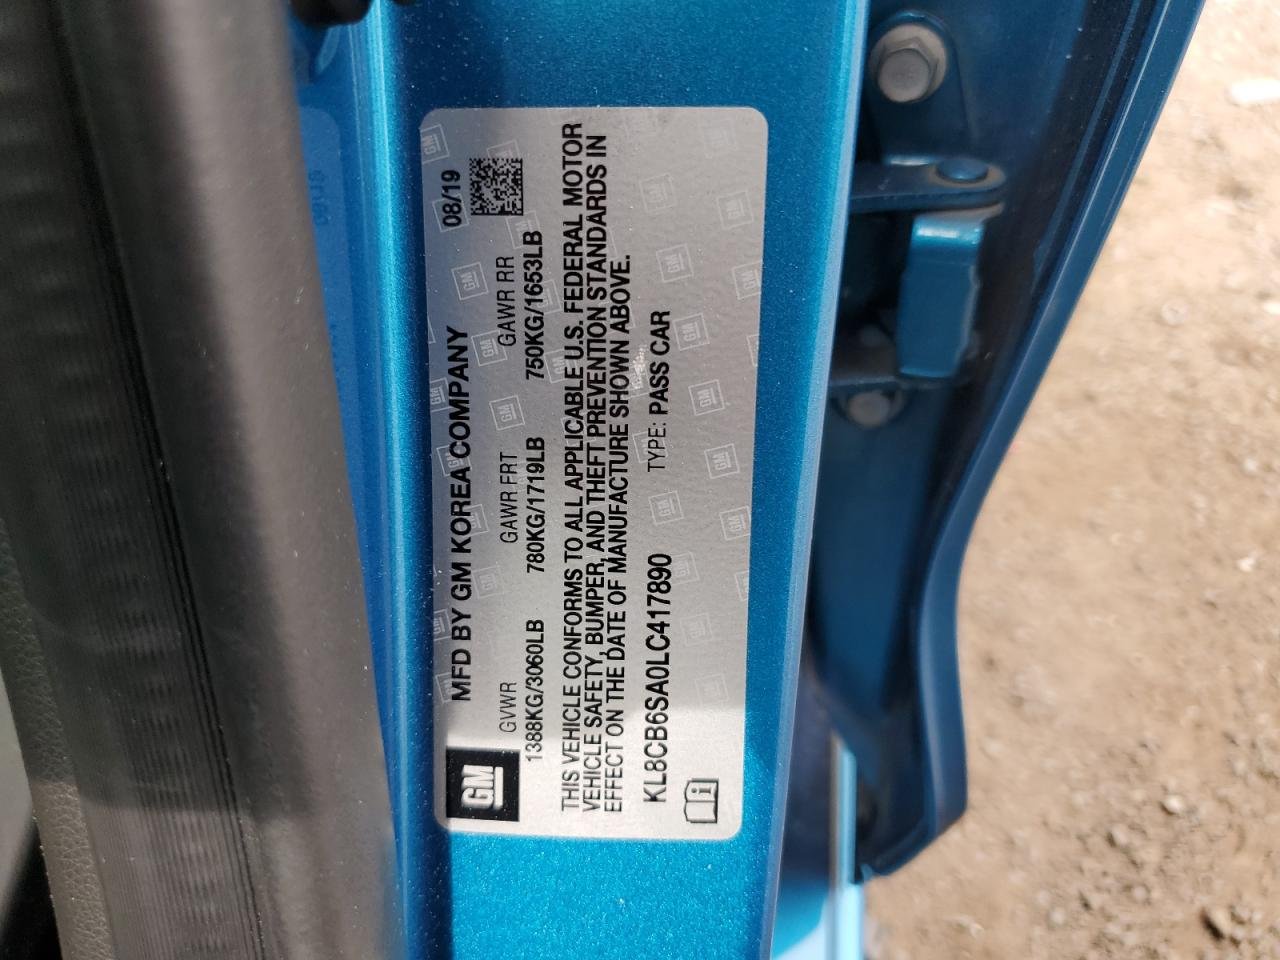 GM
MFD BY GM KOREA COMPANY 08/19
GVWR GAWR FRT GAWR RR
1388KG/3060LB 780KG/1719LB 750KG/1653LB
THIS VEHICLE CONFORMS TO ALL APPLICABLE U.S. FEDERAL MOTOR
VEHICLE SAFETY, BUMPER, AND THEFT PREVENTION STANDARDS IN
EFFECT ON THE DATE OF MANUFACTURE SHOWN ABOVE.
KL8CB6SA0LC417890 TYPE: PASS CAR